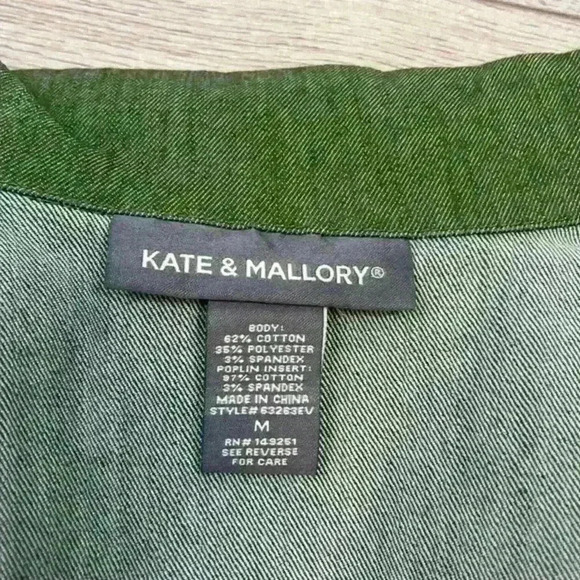 KATE & MALLORY®
BODY:
62% COTTON
35% POLYESTER
3% SPANDEX
POPLIN INSERT:
97% COTTON
3% SPANDEX
MADE IN CHINA
STYLE# 63263EV
M
RN# 149251
SEE REVERSE
FOR CARE